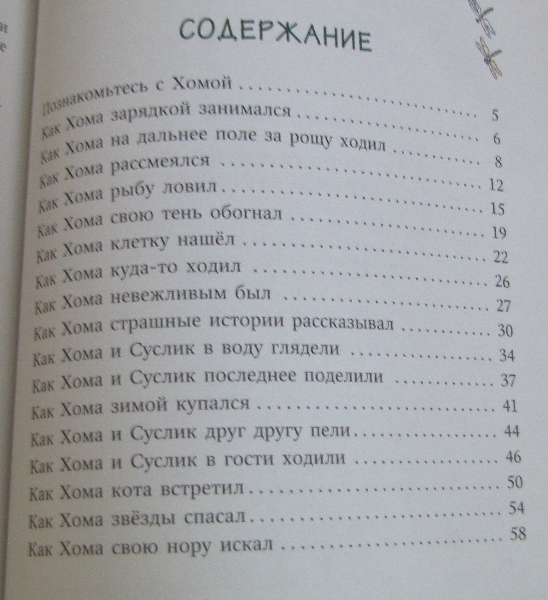 СОДЕРЖАНИЕ
Познакомьтесь с Хомой 5
Как Хома зарядкой занимался 6
Как Хома на дальнее поле за рощу ходил 8
Как Хома рассмеялся 12
Как Хома рыбу ловил 15
Как Хома свою тень обогнал 19
Как Хома клетку нашёл 22
Как Хома куда-то ходил 26
Как Хома невежливым был 27
Как Хома страшные истории рассказывал 30
Как Хома и Суслик в воду глядели 34
Как Хома и Суслик последнее поделили 37
Как Хома зимой купался 41
Как Хома и Суслик друг другу пели 44
Как Хома и Суслик в гости ходили 46
Как Хома кота встретил 50
Как Хома звёзды спасал 54
Как Хома свою нору искал 58